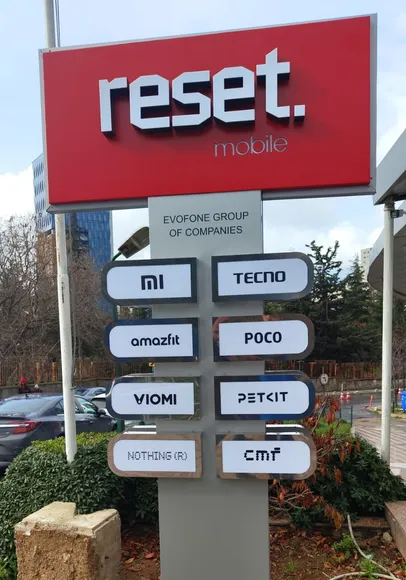 reset.
mobile
EVOFONE GROUP
OF COMPANIES
MI
TECNO
amazfit
POCO
VIOMI
PETKIT
NOTHING (R)
cmf